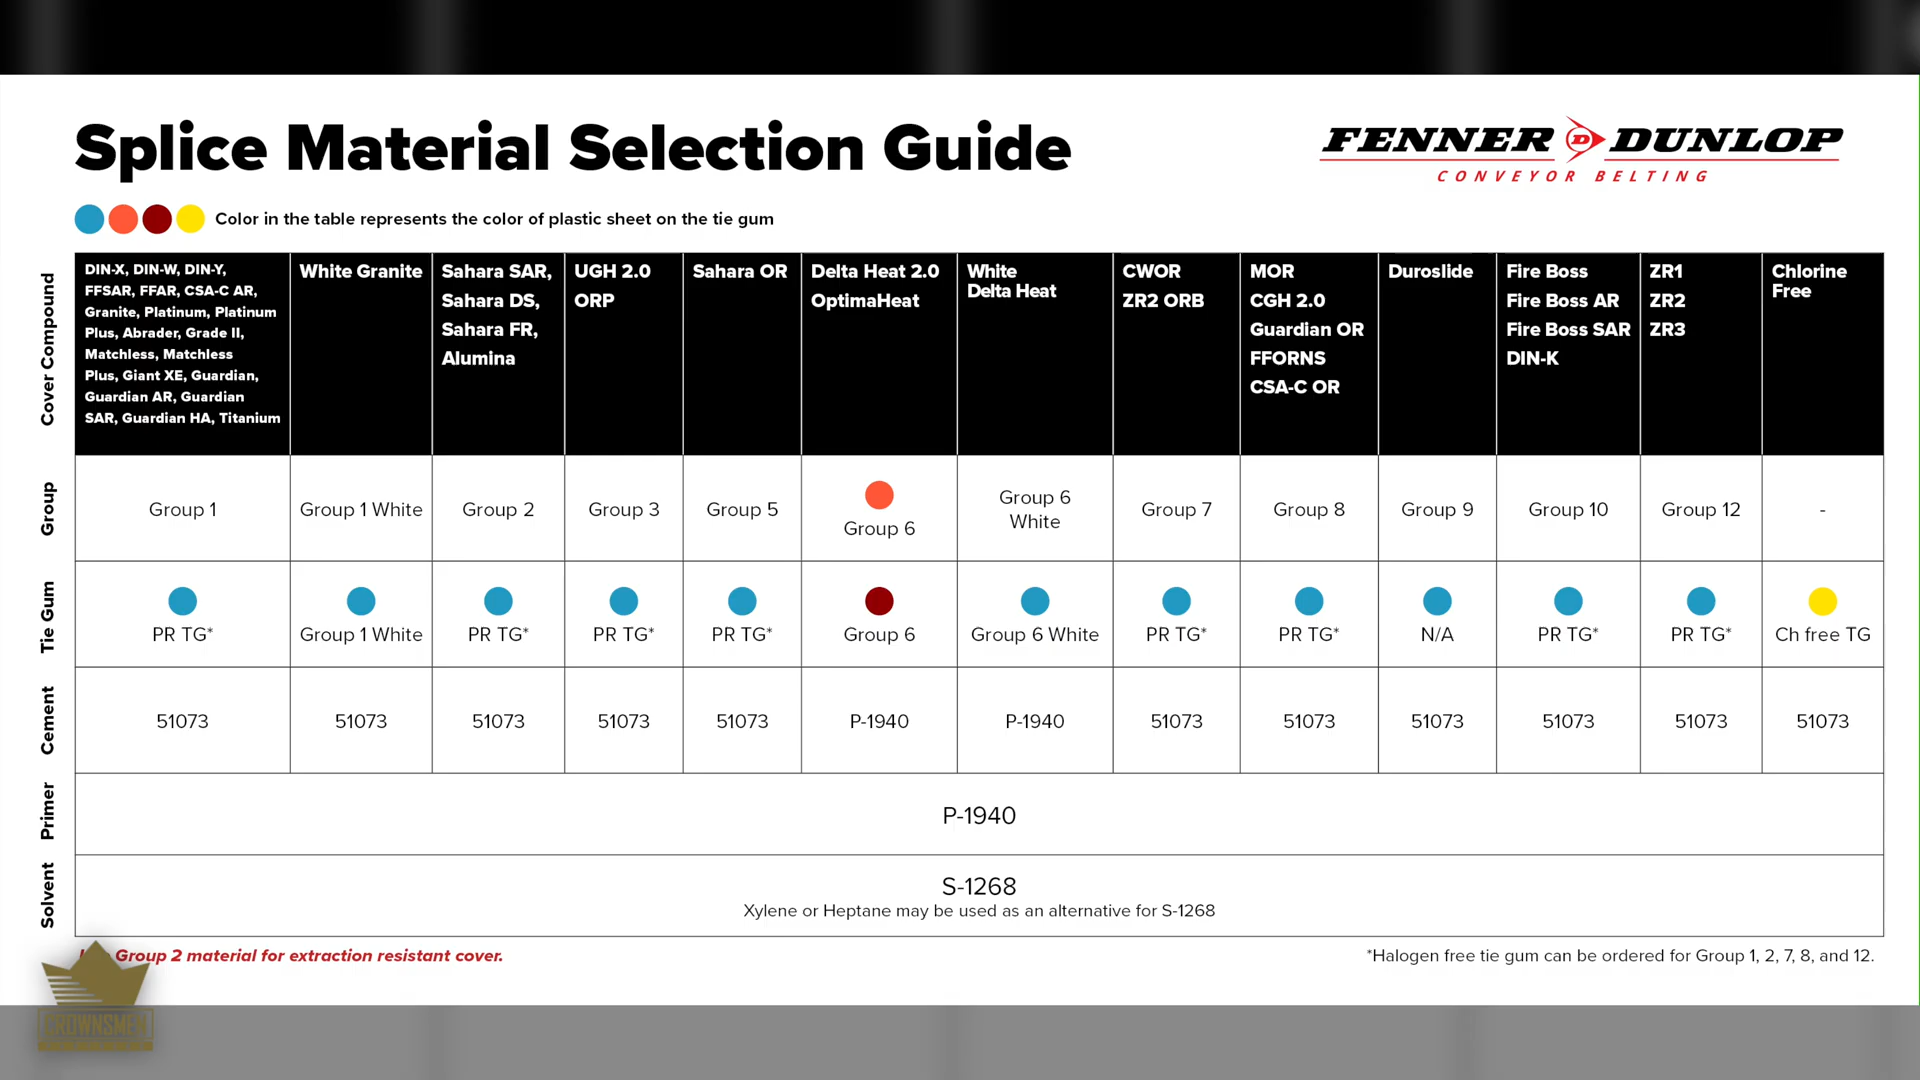 Splice Material Selection Guide
FENNER D DUNLOP
CONVEYOR BELTING
Color in the table represents the color of plastic sheet on the tie gum
Cover Compound
DIN-X, DIN-W, DIN-Y,
FFSAR, FFAR, CSA-C AR,
Granite, Platinum, Platinum
Plus, Abrader, Grade II,
Matchless, Matchless
Plus, Giant XE, Guardian,
Guardian AR, Guardian
SAR, Guardian HA, Titanium
White Granite
Sahara SAR,
Sahara DS,
Sahara FR,
Alumina
UGH 2.0
ORP
Sahara OR
Delta Heat 2.0
OptimaHeat
White
Delta Heat
CWOR
ZR2 ORB
MOR
CGH 2.0
Guardian OR
FFORNS
CSA-C OR
Duroslide
Fire Boss
Fire Boss AR
Fire Boss SAR
DIN-K
ZR1
ZR2
ZR3
Chlorine
Free
Group
Group 1
Group 1 White
Group 2
Group 3
Group 5
Group 6
Group 6
White
Group 7
Group 8
Group 9
Group 10
Group 12
-
Tie Gum
PR TG*
Group 1 White
PR TG*
PR TG*
PR TG*
Group 6
Group 6 White
PR TG*
PR TG*
N/A
PR TG*
PR TG*
Ch free TG
Cement
51073
51073
51073
51073
51073
P-1940
P-1940
51073
51073
51073
51073
51073
51073
Primer
P-1940
Solvent
S-1268
Xylene or Heptane may be used as an alternative for S-1268
Group 2 material for extraction resistant cover.
*Halogen free tie gum can be ordered for Group 1, 2, 7, 8, and 12.
CROWNSMEN